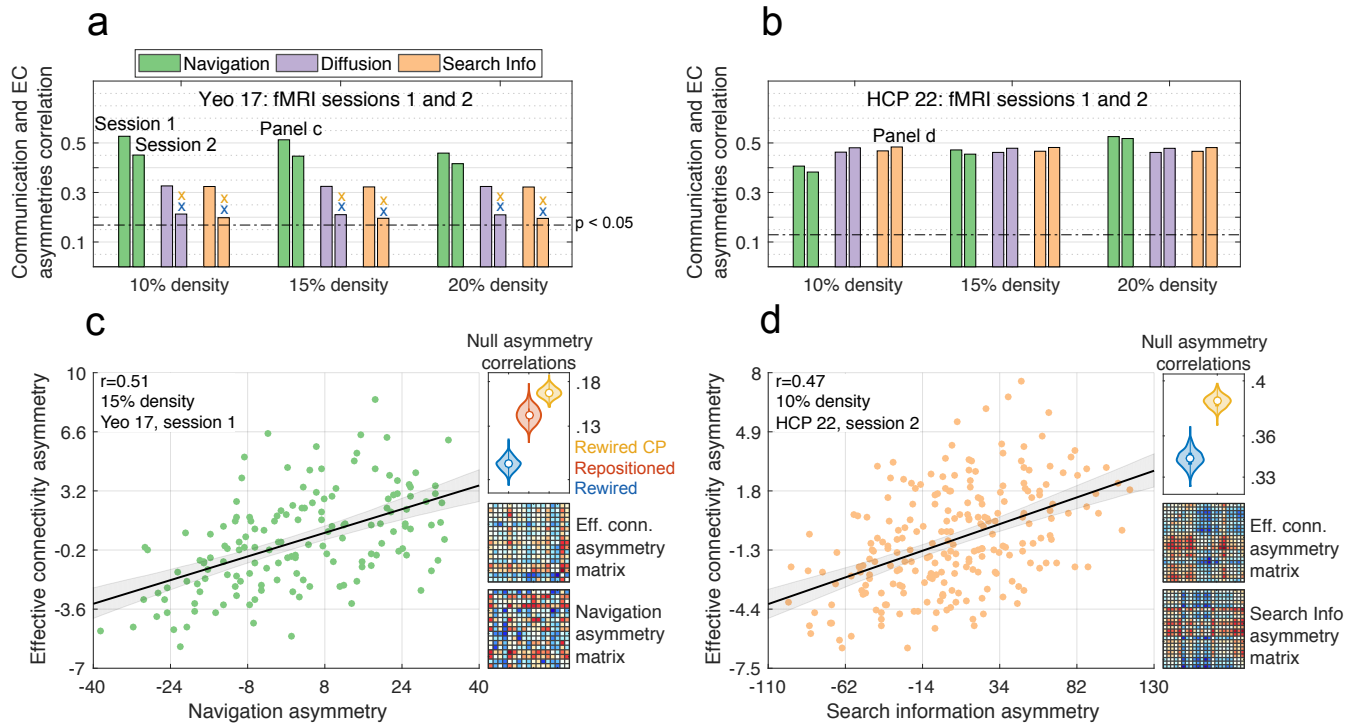 a
Navigation Diffusion Search Info
Communication and EC
asymmetries correlation
Yeo 17: fMRI sessions 1 and 2
Session 1
Session 2
Panel c
0.5
0.3
0.1
x x x x x x
x x x x x x
p < 0.05
10% density 15% density 20% density
b
Communication and EC
asymmetries correlation
HCP 22: fMRI sessions 1 and 2
Panel d
0.5
0.3
0.1
10% density 15% density 20% density
c
Effective connectivity asymmetry
10
6.6
3.2
-0.2
-3.6
-7
r=0.51
15% density
Yeo 17, session 1
-40 -24 -8 8 24 40
Navigation asymmetry
Null asymmetry
correlations
.18
.13
Rewired CP
Repositioned
Rewired
Eff. conn.
asymmetry
matrix
Navigation
asymmetry
matrix
d
Effective connectivity asymmetry
8
4.9
1.8
-1.3
-4.4
-7.5
r=0.47
10% density
HCP 22, session 2
-110 -62 -14 34 82 130
Search information asymmetry
Null asymmetry
correlations
.4
.36
.33
Eff. conn.
asymmetry
matrix
Search Info
asymmetry
matrix